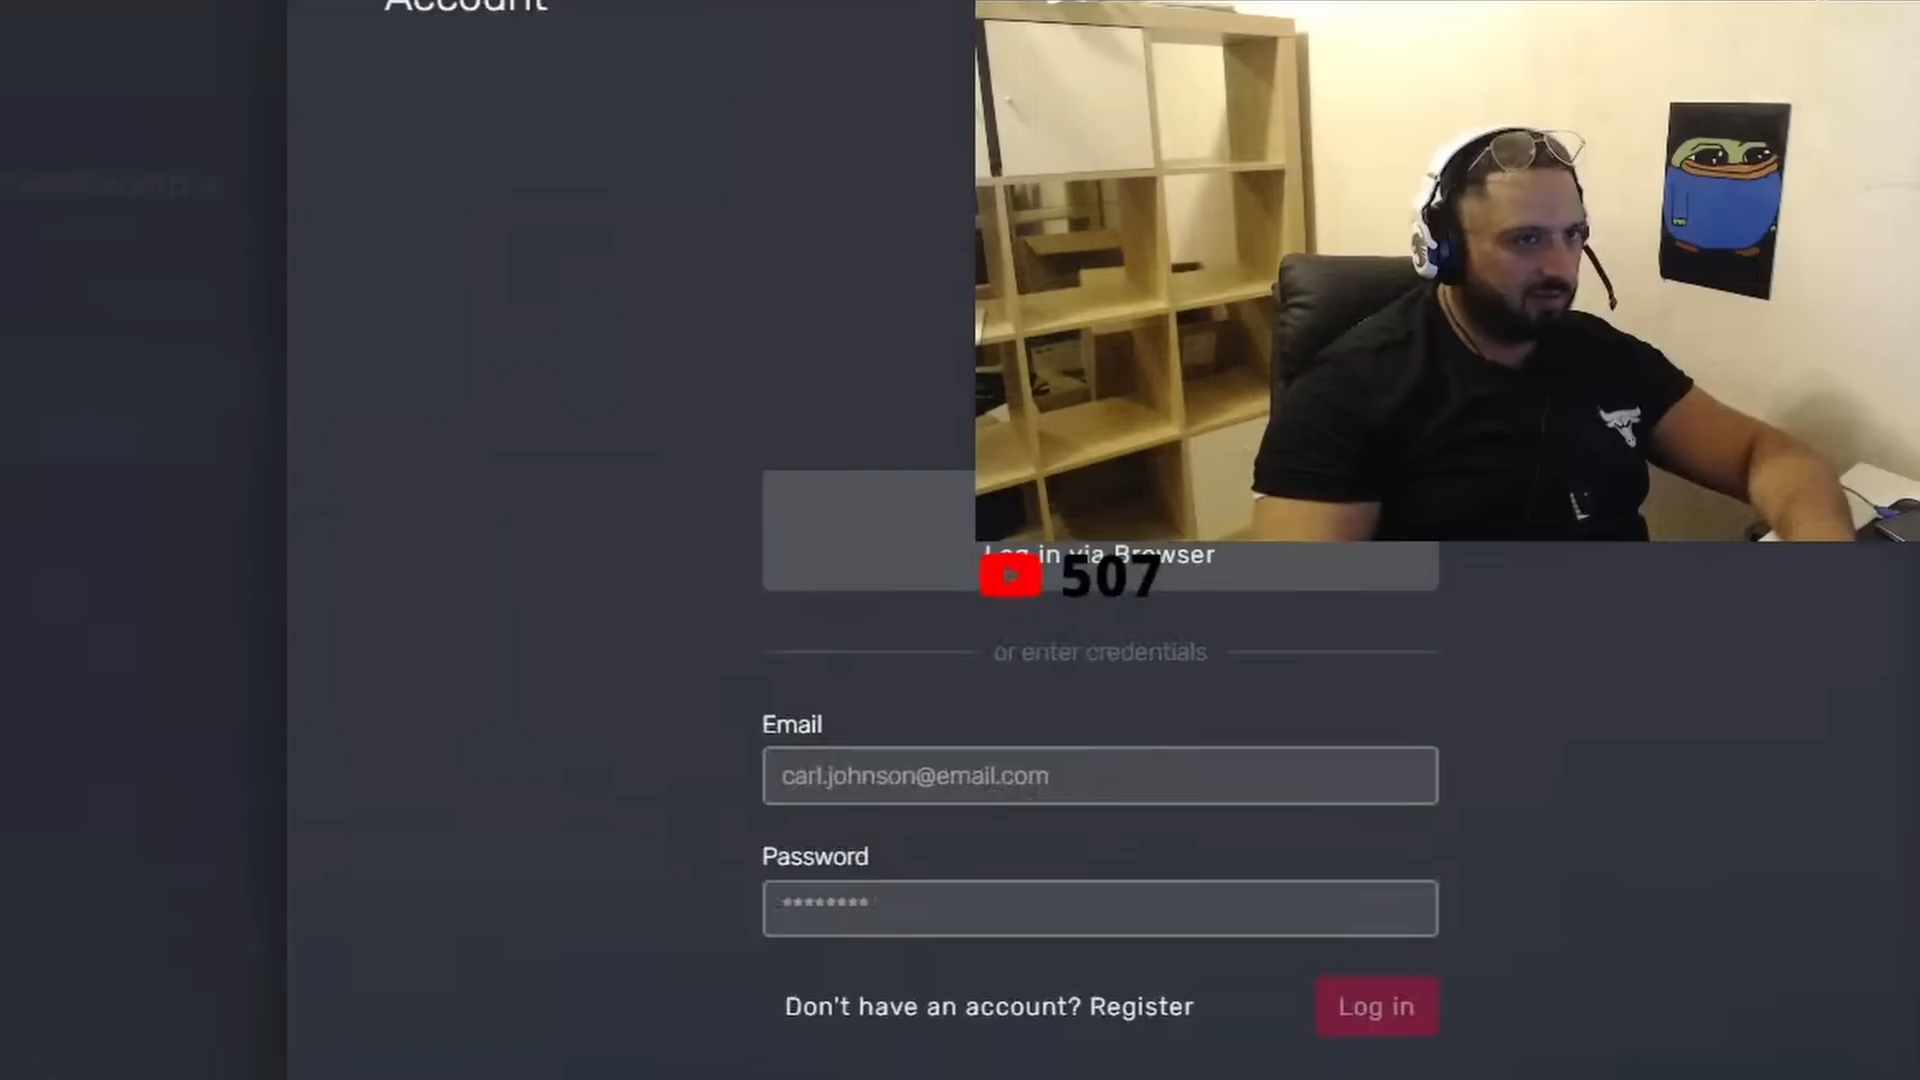 Account
Log in via Browser
507
or enter credentials
Email
carl.johnson@email.com
Password
********
Don't have an account? Register
Log in